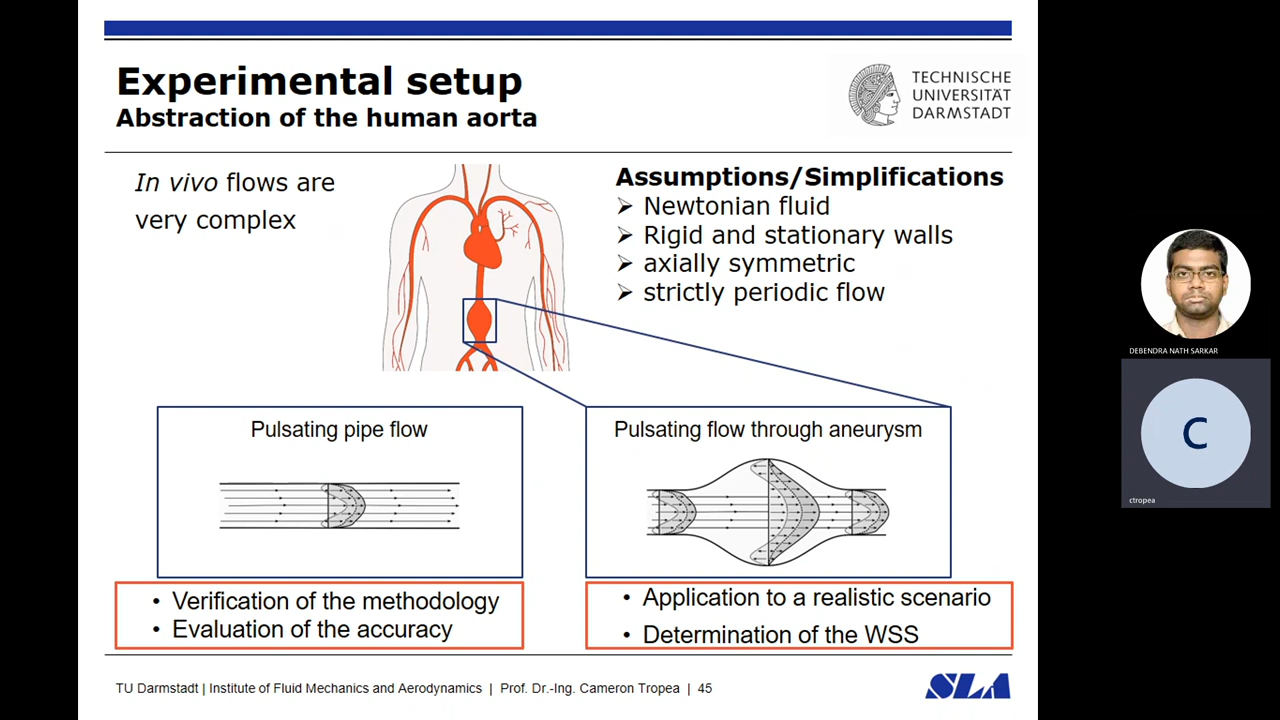 Experimental setup
Abstraction of the human aorta
TECHNISCHE
UNIVERSITÄT
DARMSTADT
In vivo flows are
very complex
Assumptions/Simplifications
➢ Newtonian fluid
➢ Rigid and stationary walls
➢ axially symmetric
➢ strictly periodic flow
Pulsating pipe flow
Pulsating flow through aneurysm
• Verification of the methodology
• Evaluation of the accuracy
• Application to a realistic scenario
• Determination of the WSS
TU Darmstadt | Institute of Fluid Mechanics and Aerodynamics | Prof. Dr.-Ing. Cameron Tropea | 45
SLA
DEBENDRA NATH SARKAR
C
ctropea